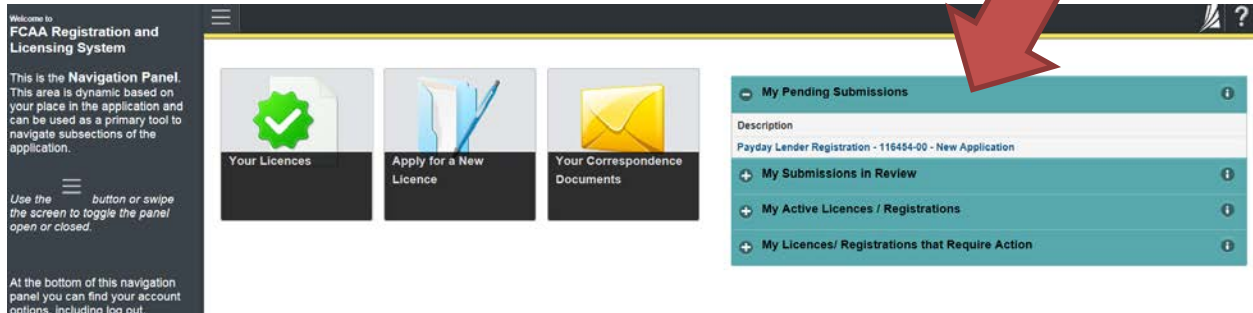 Welcome to
FCAA Registration and
Licensing System
This is the Navigation Panel.
This area is dynamic based on
your place in the application and
can be used as a primary tool to
navigate subsections of the
application.
Use the button or swipe
the screen to toggle the panel
open or closed.
At the bottom of this navigation
panel you can find your account
options, including log out.
?
Your Licences
Apply for a New
Licence
Your Correspondence
Documents
My Pending Submissions
Description
Payday Lender Registration - 116454-00 - New Application
My Submissions in Review
My Active Licences / Registrations
My Licences/ Registrations that Require Action